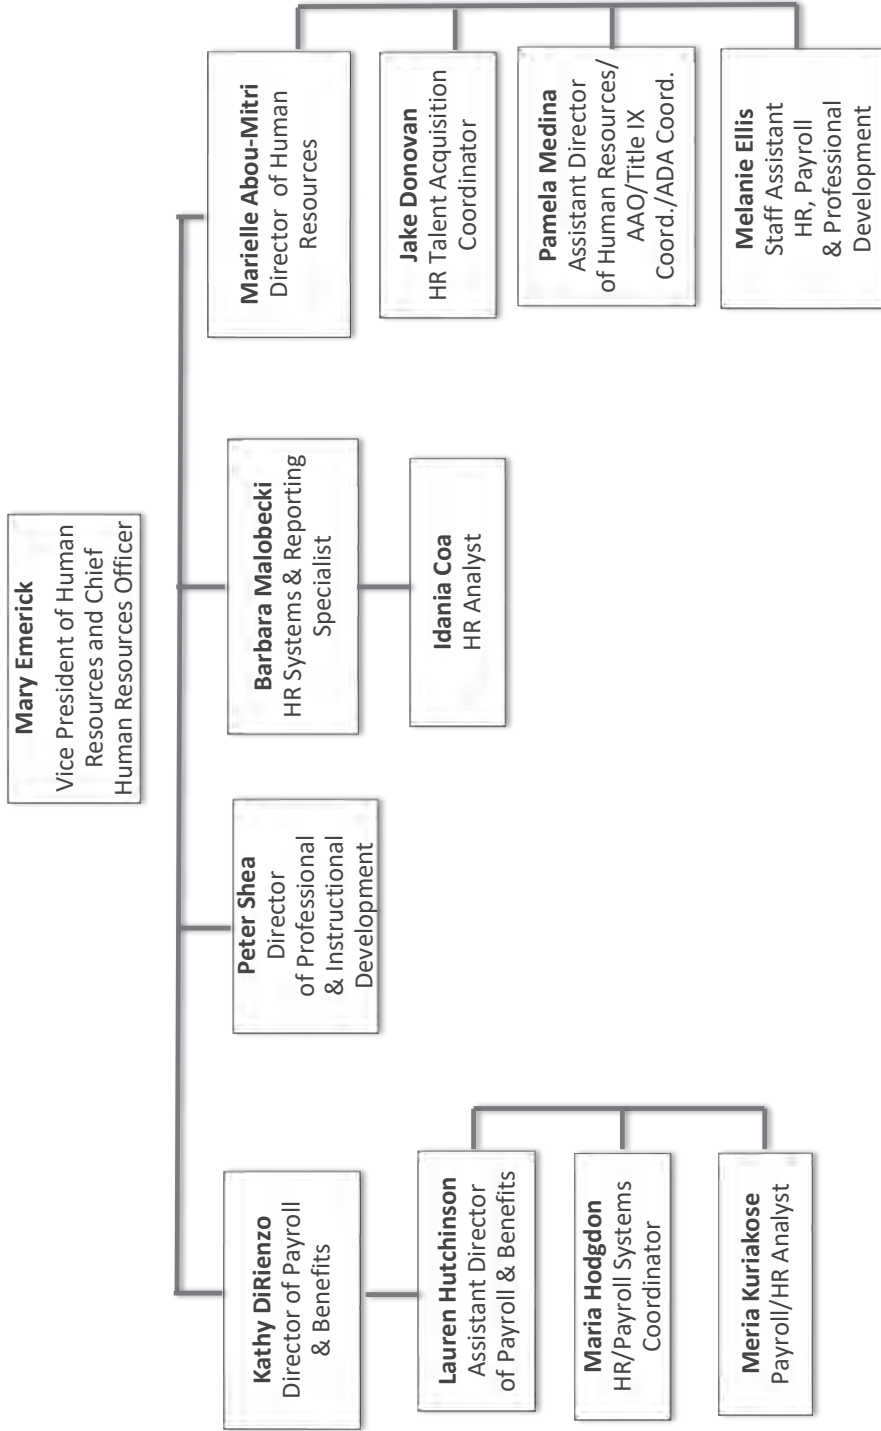 Mary Emerick
Vice President of Human
Resources and Chief
Human Resources Officer
Kathy DiRienzo
Director of Payroll
& Benefits
Lauren Hutchinson
Assistant Director
of Payroll & Benefits
Maria Hodgdon
HR/Payroll Systems
Coordinator
Meria Kuriakose
Payroll/HR Analyst
Peter Shea
Director
of Professional
& Instructional
Development
Barbara Malobecki
HR Systems & Reporting
Specialist
Idania Coa
HR Analyst
Marielle Abou-Mitri
Director of Human
Resources
Jake Donovan
HR Talent Acquisition
Coordinator
Pamela Medina
Assistant Director
of Human Resources/
AAO/Title IX
Coord./ADA Coord.
Melanie Ellis
Staff Assistant
HR, Payroll
& Professional
Development